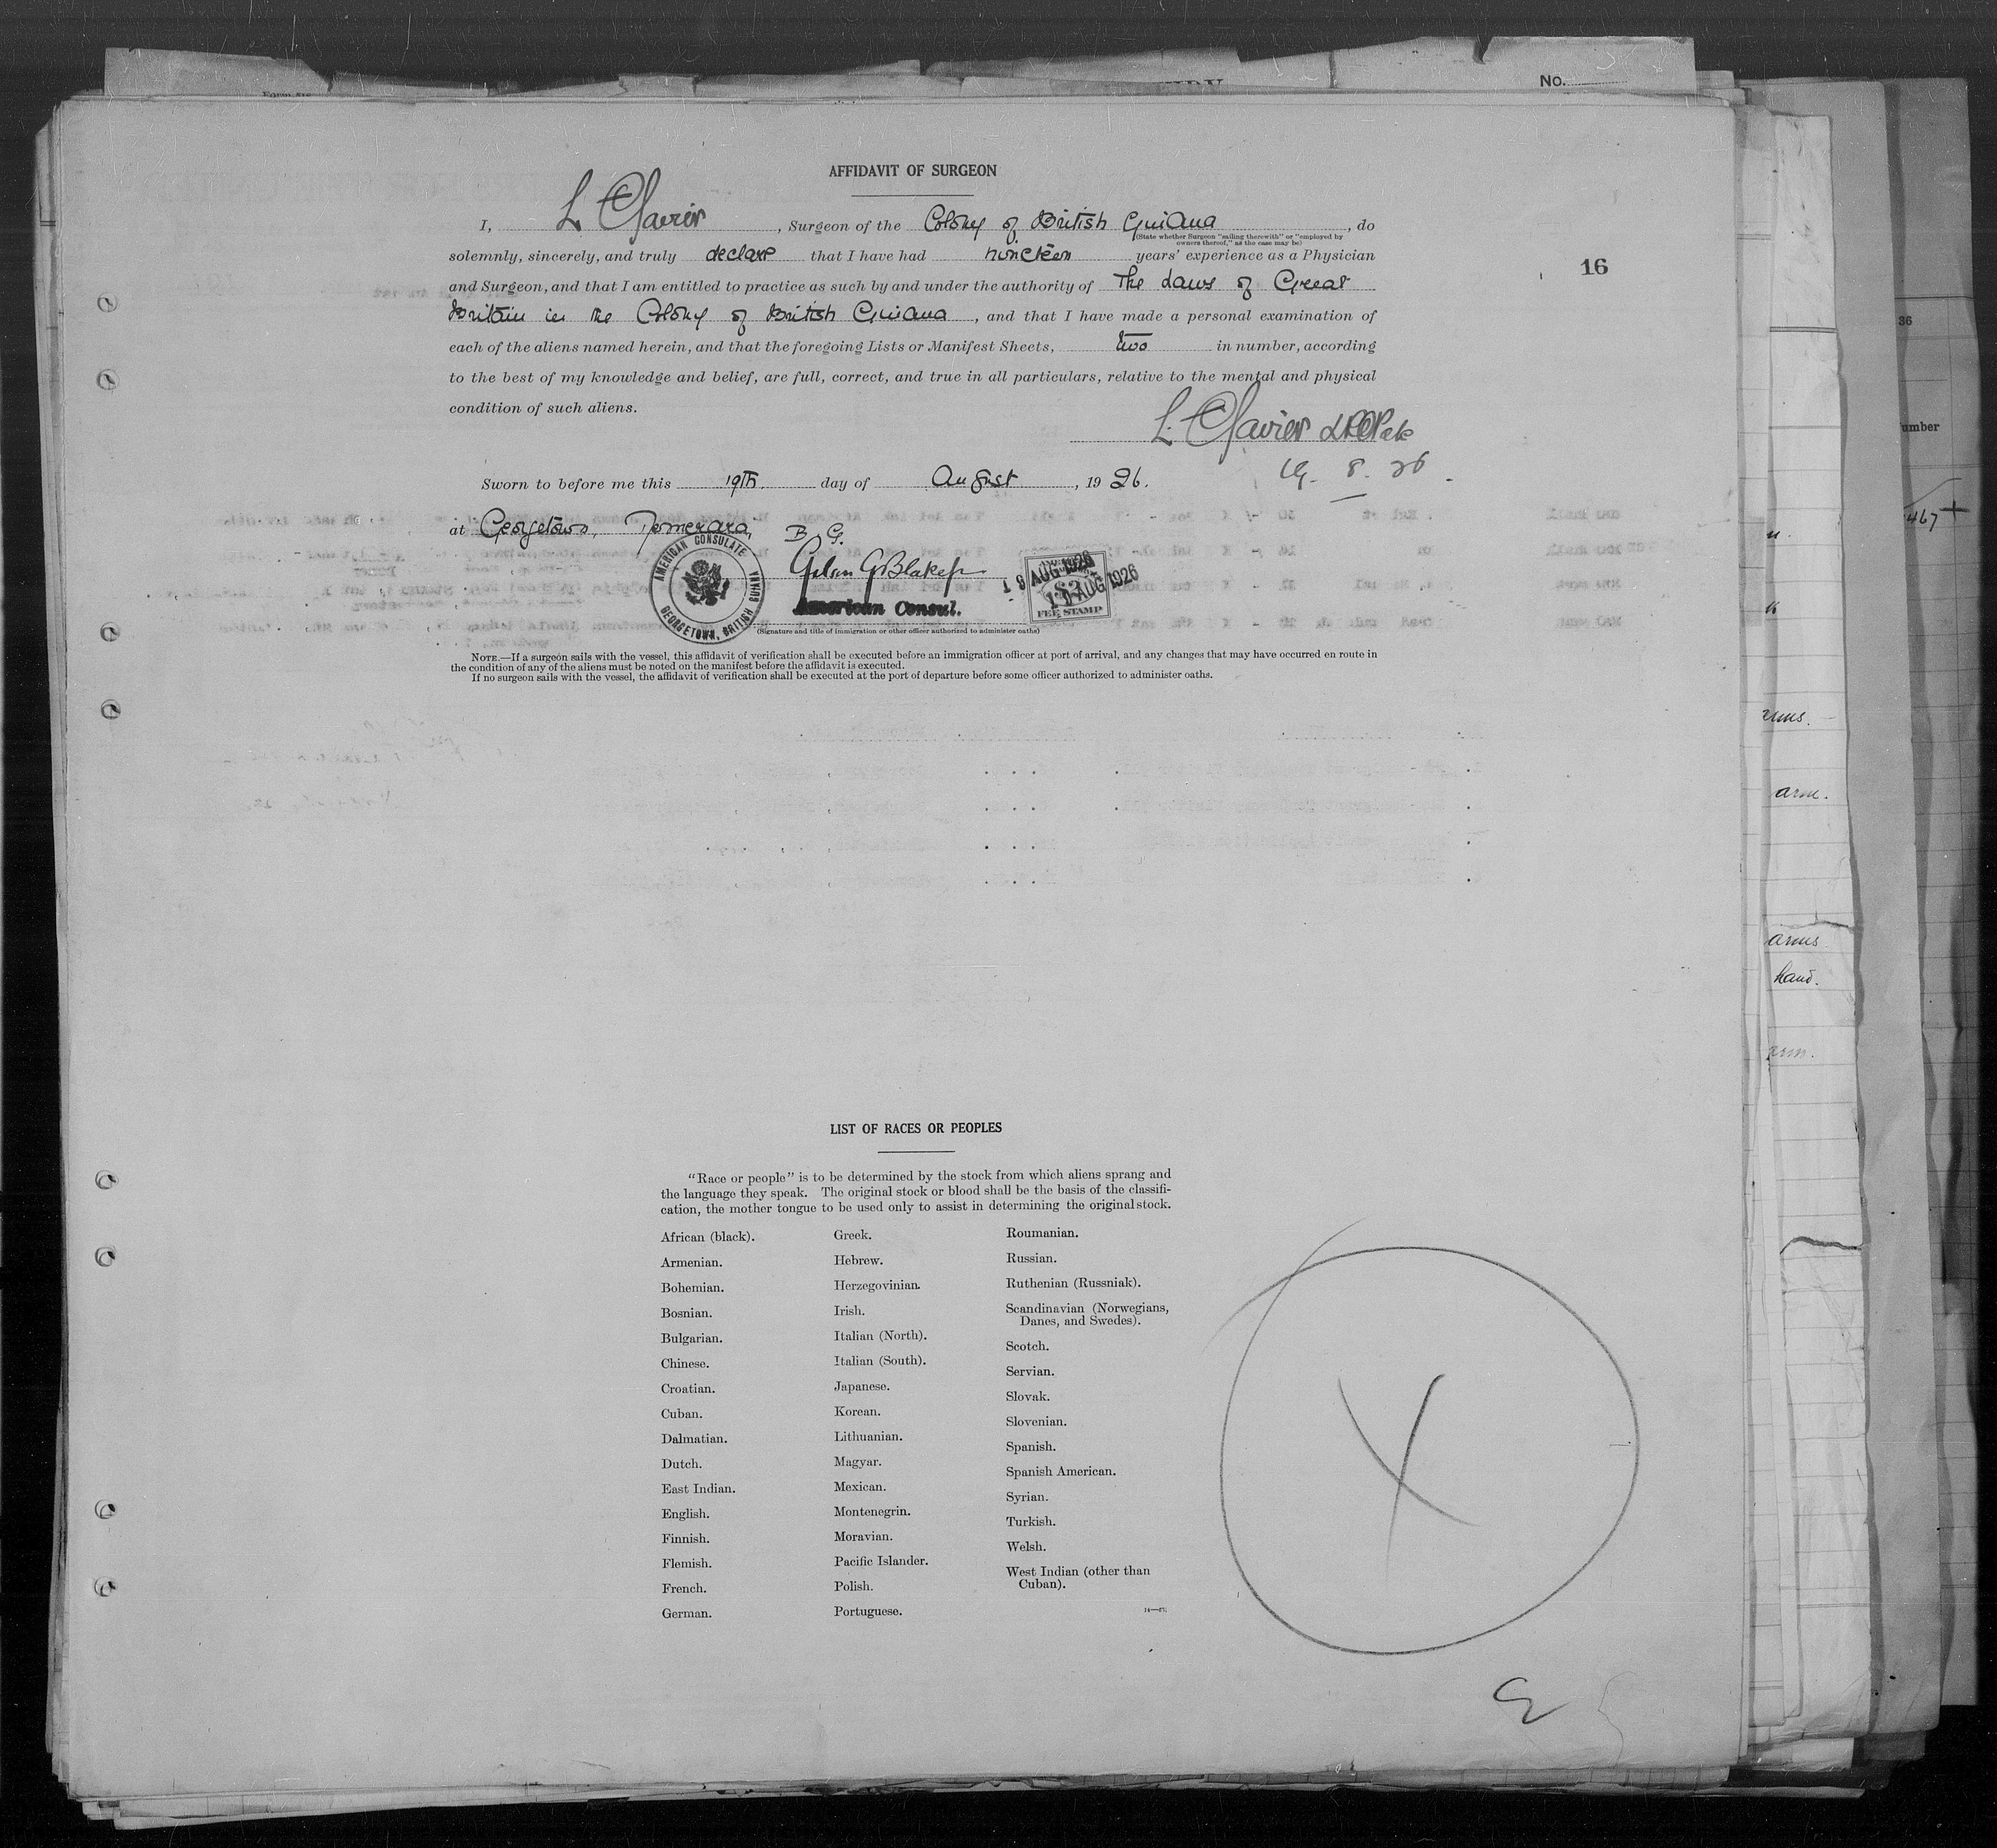 No.
AFFIDAVIT OF SURGEON
I, , Surgeon of the Colony of British Guiana , do
(State whether Surgeon "sailing therewith" or "employed by
owners thereof," as the case may be)
solemnly, sincerely, and truly declare that I have had nineteen years' experience as a Physician
16
and Surgeon, and that I am entitled to practice as such by and under the authority of The Laws of Great
Britain in the Colony of British Guiana , and that I have made a personal examination of
36
each of the aliens named herein, and that the foregoing Lists or Manifest Sheets, two in number, according
to the best of my knowledge and belief, are full, correct, and true in all particulars, relative to the mental and physical
condition of such aliens.
umber
19. 8. 26
Sworn to before me this 19th. day of August , 1926.
at Georgetown, Demerara, B G.
467 +
AMERICAN CONSULATE
GEORGETOWN, BRITISH GUIANA
American Consul.
19 AUG 1926
19 AUG 1926
$2
FEE STAMP
(Signature and title of immigration or other officer authorized to administer oaths)
NOTE.—If a surgeon sails with the vessel, this affidavit of verification shall be executed before an immigration officer at port of arrival, and any changes that may have occurred en route in
the condition of any of the aliens must be noted on the manifest before the affidavit is executed.
If no surgeon sails with the vessel, the affidavit of verification shall be executed at the port of departure before some officer authorized to administer oaths.
arms.
arm.
arms
hand.
arm.
LIST OF RACES OR PEOPLES
"Race or people" is to be determined by the stock from which aliens sprang and
the language they speak. The original stock or blood shall be the basis of the classifi-
cation, the mother tongue to be used only to assist in determining the original stock.
African (black).
Armenian.
Bohemian.
Bosnian.
Bulgarian.
Chinese.
Croatian.
Cuban.
Dalmatian.
Dutch.
East Indian.
English.
Finnish.
Flemish.
French.
German.
Greek.
Hebrew.
Herzegovinian.
Irish.
Italian (North).
Italian (South).
Japanese.
Korean.
Lithuanian.
Magyar.
Mexican.
Montenegrin.
Moravian.
Pacific Islander.
Polish.
Portuguese.
Roumanian.
Russian.
Ruthenian (Russniak).
Scandinavian (Norwegians,
Danes, and Swedes).
Scotch.
Servian.
Slovak.
Slovenian.
Spanish.
Spanish American.
Syrian.
Turkish.
Welsh.
West Indian (other than
Cuban).
X